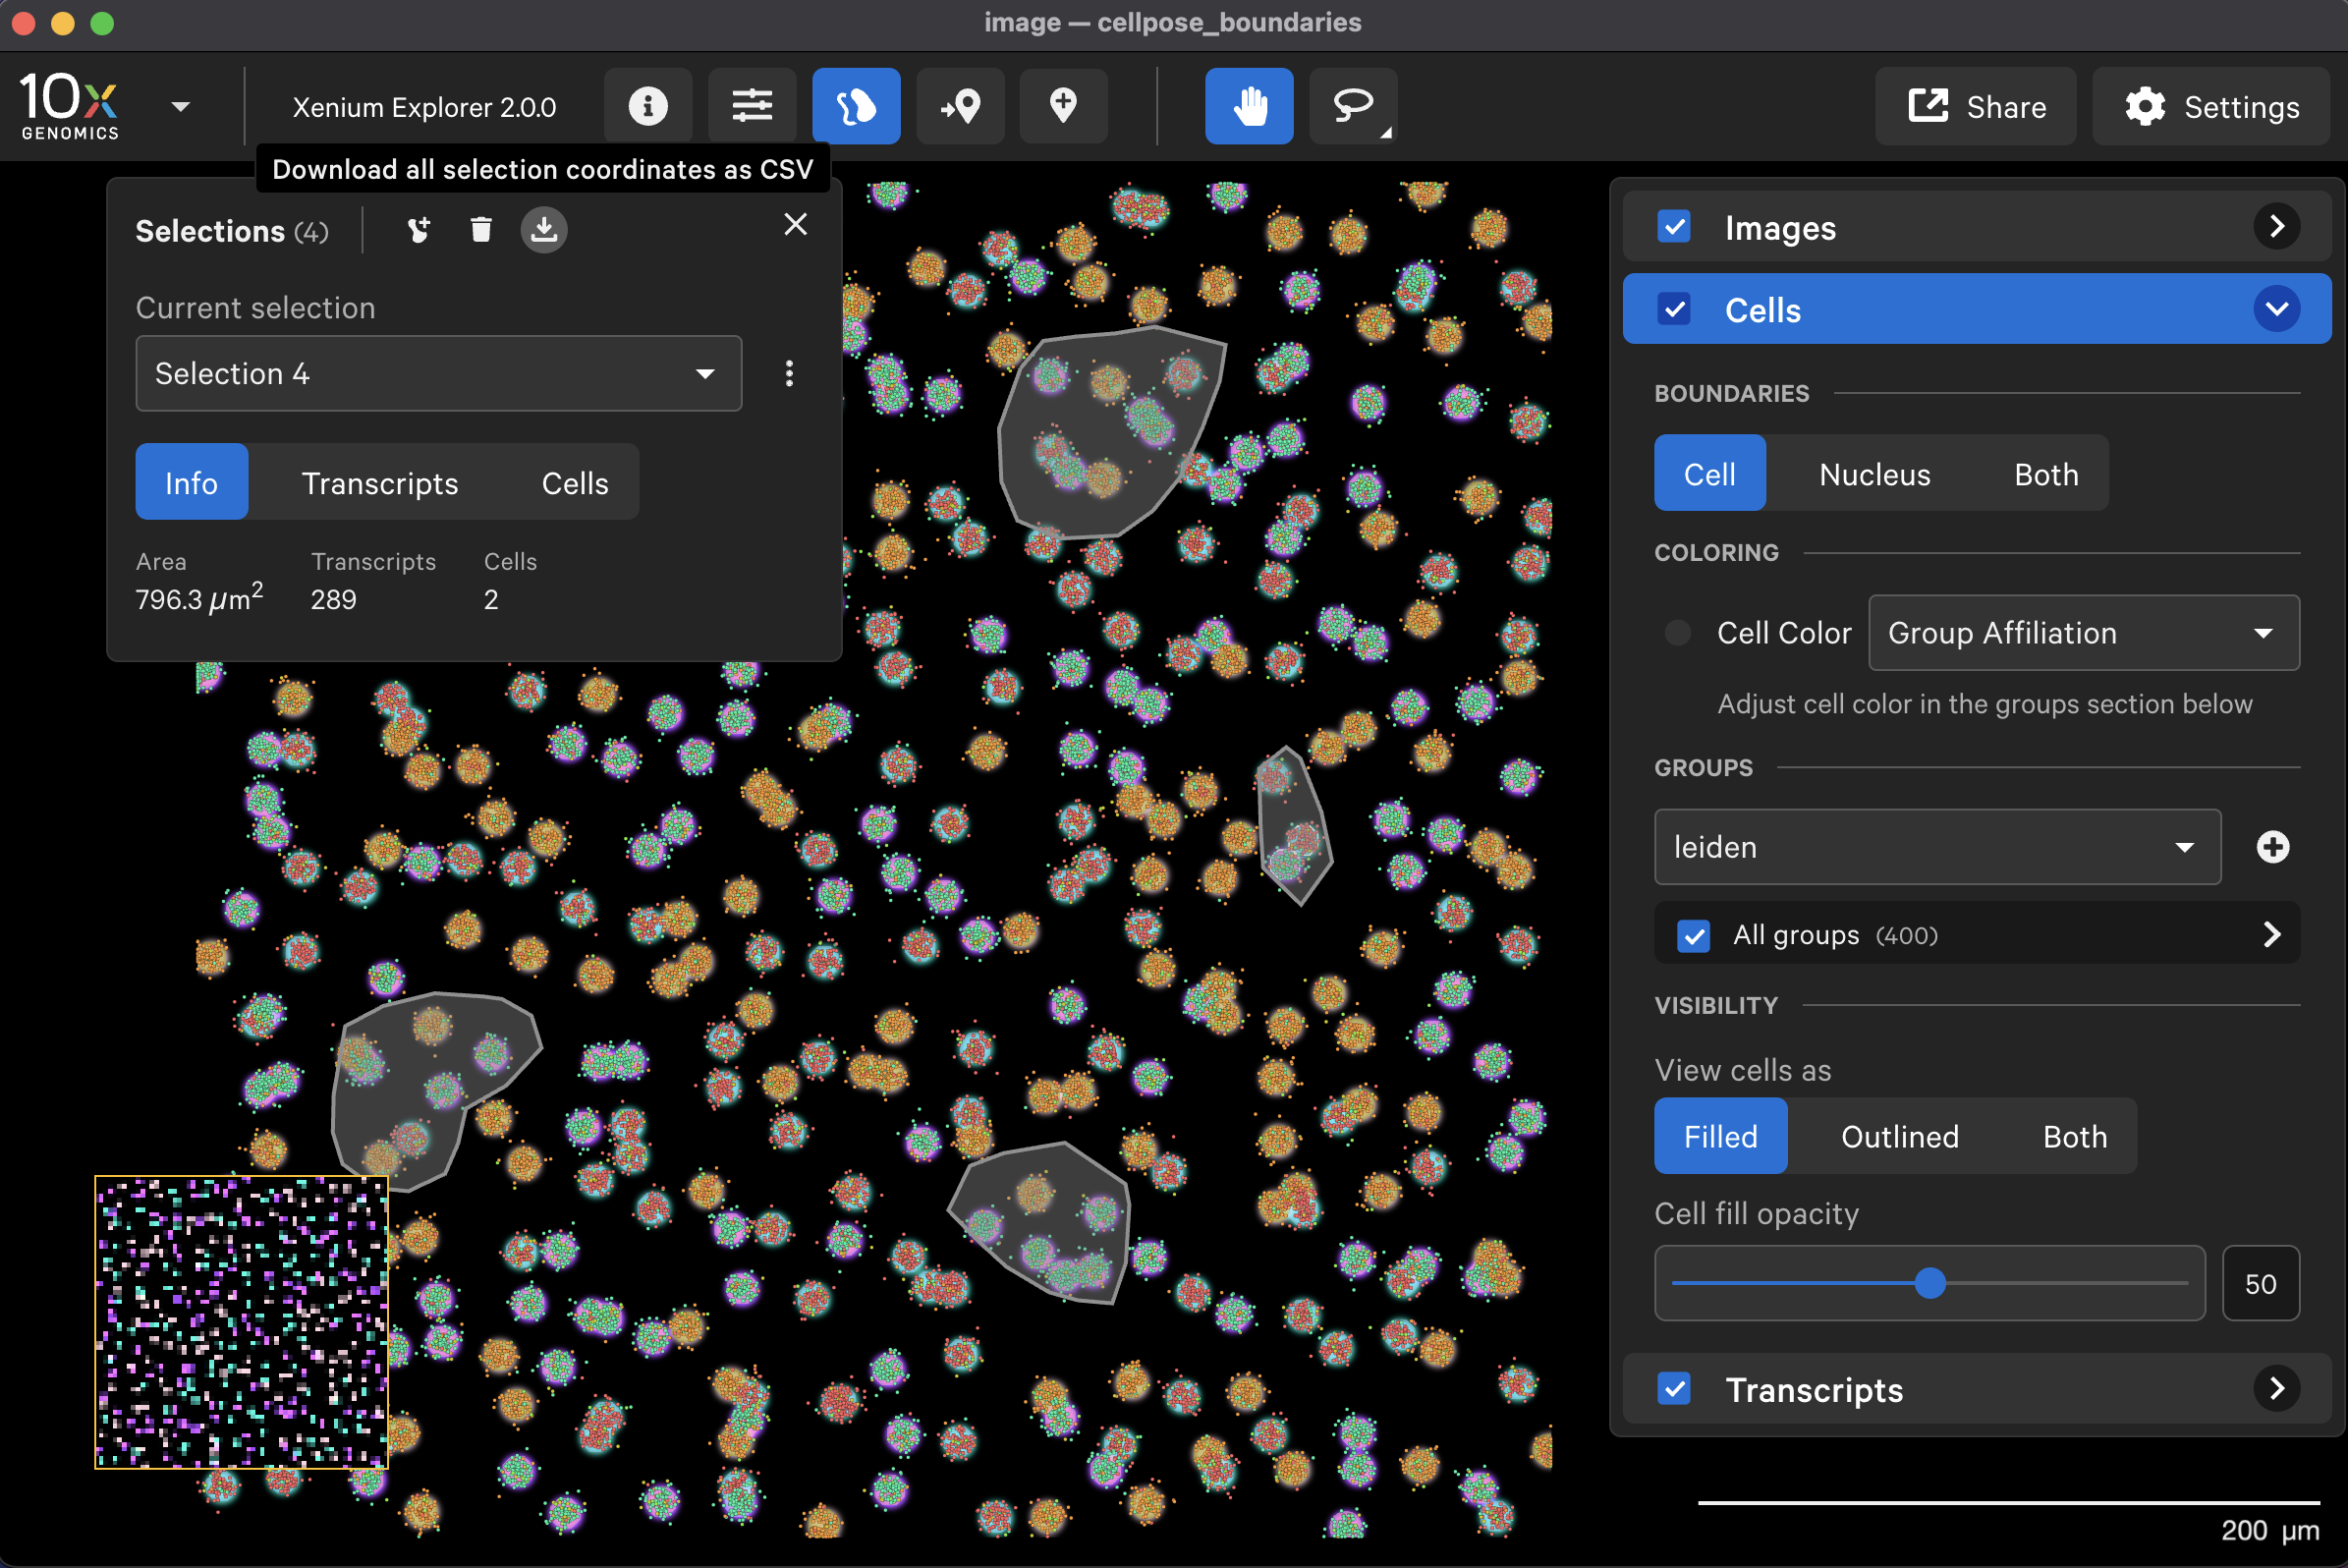 image — cellpose_boundaries
10x GENOMICS
Xenium Explorer 2.0.0
Share
Settings
Download all selection coordinates as CSV
Selections (4)
Current selection
Selection 4
Info Transcripts Cells
Area Transcripts Cells
796.3 µm² 289 2
Images
Cells
BOUNDARIES
Cell Nucleus Both
COLORING
Cell Color Group Affiliation
Adjust cell color in the groups section below
GROUPS
leiden
All groups (400)
VISIBILITY
View cells as
Filled Outlined Both
Cell fill opacity
50
Transcripts
200 µm